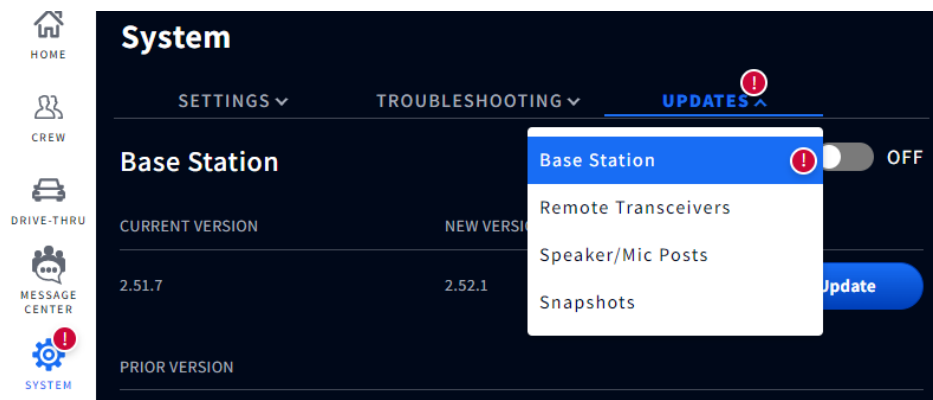 HOME
CREW
DRIVE-THRU
MESSAGE
CENTER
!
SYSTEM
System
SETTINGS
TROUBLESHOOTING
UPDATES
!
Base Station
Base Station
!
Remote Transceivers
Speaker/Mic Posts
Snapshots
OFF
CURRENT VERSION
NEW
2.51.7
2.52.1
PRIOR VERSION